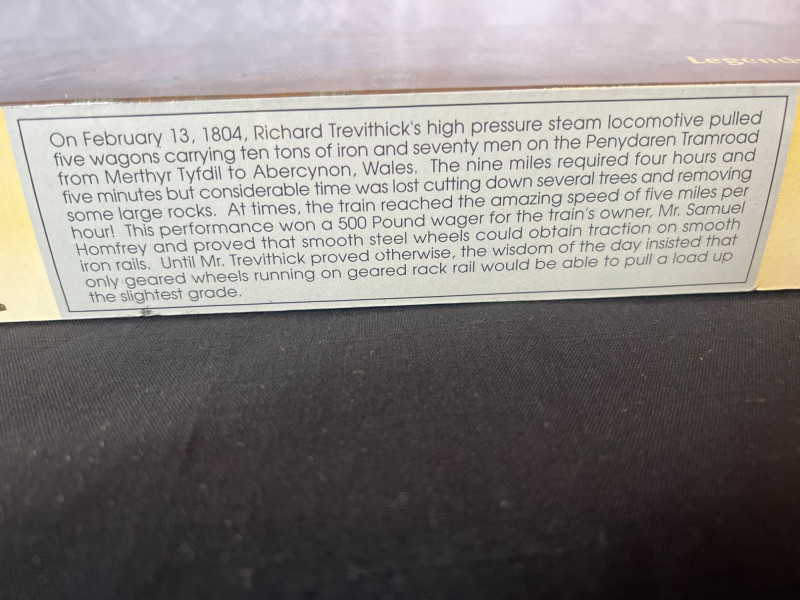 Legend
On February 13, 1804, Richard Trevithick's high pressure steam locomotive pulled
five wagons carrying ten tons of iron and seventy men on the Penydaren Tramroad
from Merthyr Tyfdil to Abercynon, Wales. The nine miles required four hours and
five minutes but considerable time was lost cutting down several trees and removing
some large rocks. At times, the train reached the amazing speed of five miles per
hour! This performance won a 500 Pound wager for the train's owner, Mr. Samuel
Homfrey and proved that smooth steel wheels could obtain traction on smooth
iron rails. Until Mr. Trevithick proved otherwise, the wisdom of the day insisted that
only geared wheels running on geared rack rail would be able to pull a load up
the slightest grade.